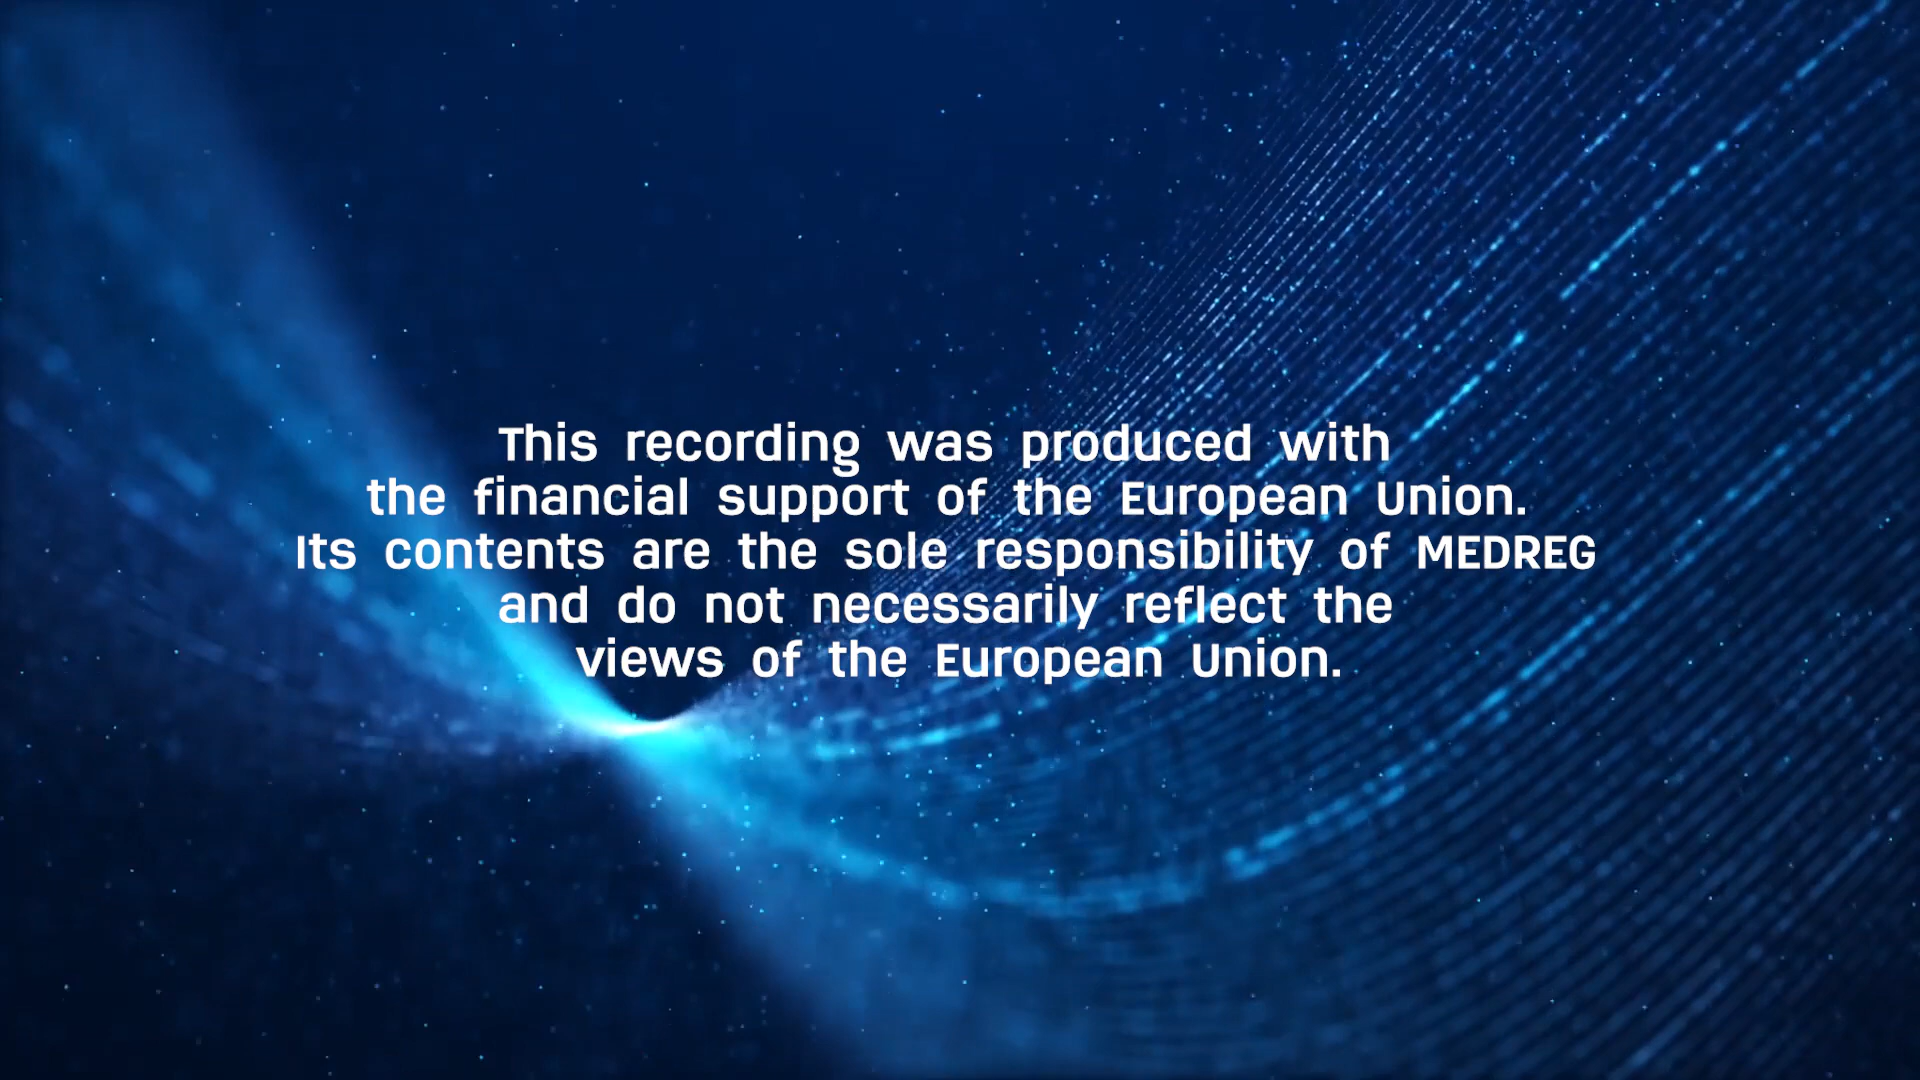 This recording was produced with
the financial support of the European Union.
Its contents are the sole responsibility of MEDREG
and do not necessarily reflect the
views of the European Union.